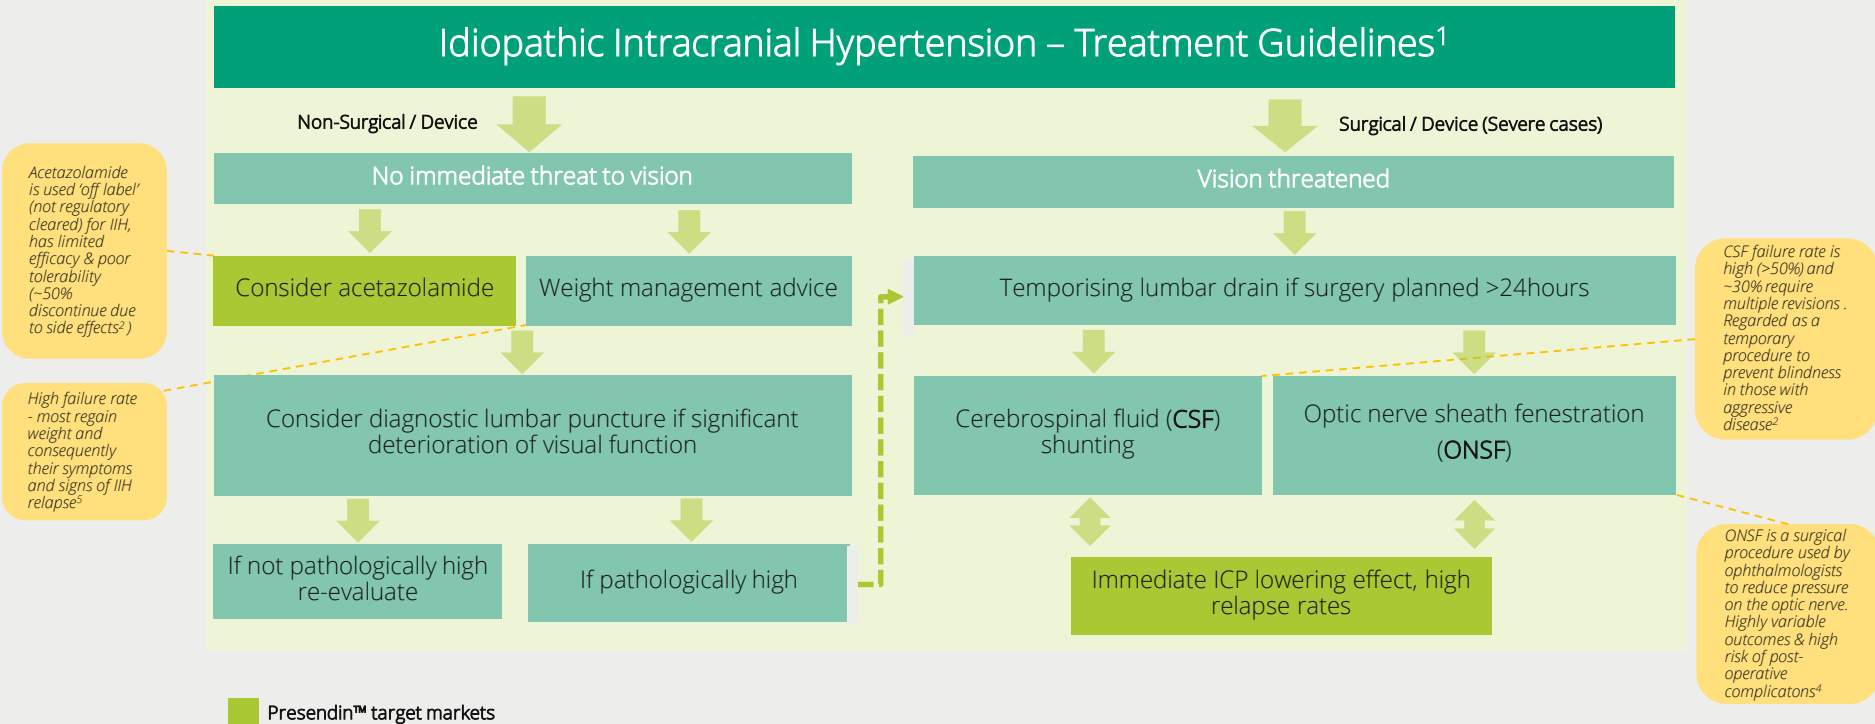 Idiopathic Intracranial Hypertension – Treatment Guidelines¹
Non-Surgical / Device
Surgical / Device (Severe cases)
No immediate threat to vision
Vision threatened
Acetazolamide
is used ‘off label’
(not regulatory
cleared) for IIH,
has limited
efficacy & poor
tolerability
(~50%
discontinue due
to side effects² )
Consider acetazolamide
Weight management advice
Temporising lumbar drain if surgery planned >24hours
CSF failure rate is
high (>50%) and
~30% require
multiple revisions .
Regarded as a
temporary
procedure to
prevent blindness
in those with
aggressive
disease²
High failure rate
- most regain
weight and
consequently
their symptoms
and signs of IIH
relapse⁵
Consider diagnostic lumbar puncture if significant
deterioration of visual function
Cerebrospinal fluid (CSF)
shunting
Optic nerve sheath fenestration
(ONSF)
If not pathologically high
re-evaluate
If pathologically high
Immediate ICP lowering effect, high
relapse rates
ONSF is a surgical
procedure used by
ophthalmologists
to reduce pressure
on the optic nerve.
Highly variable
outcomes & high
risk of post-
operative
complicatons⁴
Presendin™ target markets